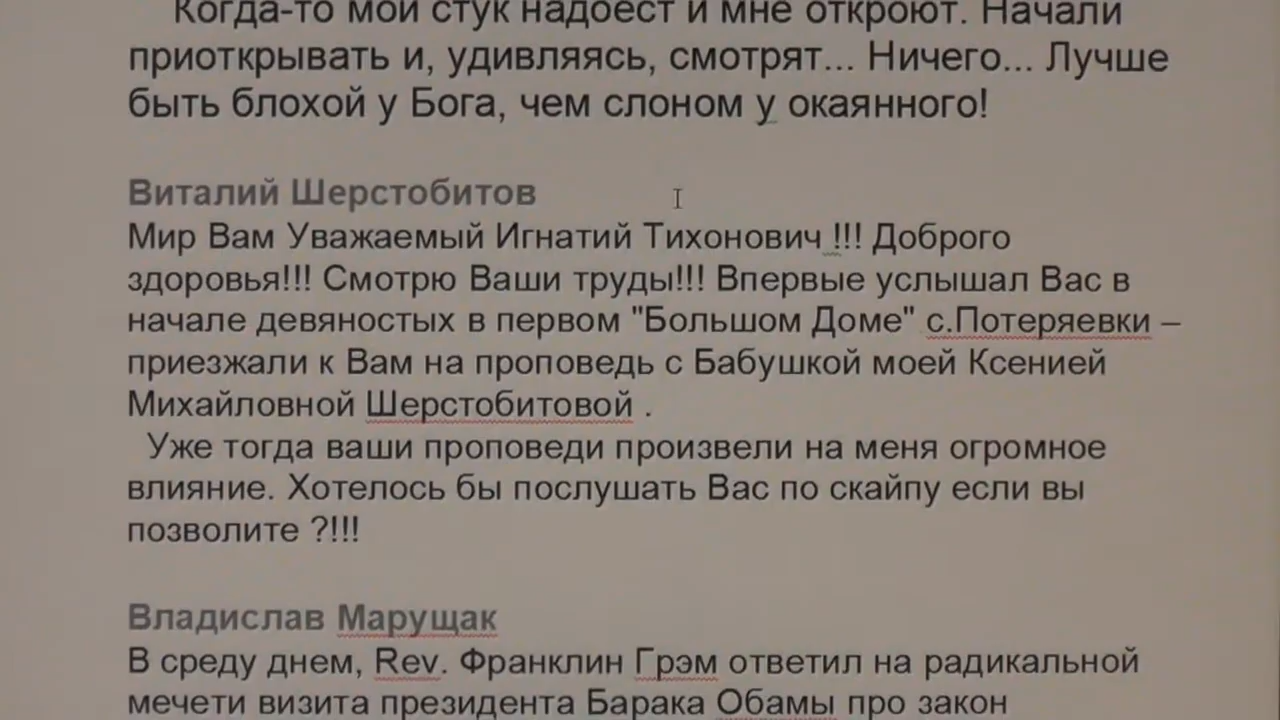 Когда-то мой стук надоест и мне откроют. Начали
приоткрывать и, удивляясь, смотрят... Ничего... Лучше
быть блохой у Бога, чем слоном у окаянного!
Виталий Шерстобитов
Мир Вам Уважаемый Игнатий Тихонович !!! Доброго
здоровья!!! Смотрю Ваши труды!!! Впервые услышал Вас в
начале девяностых в первом "Большом Доме" с.Потеряевки –
приезжали к Вам на проповедь с Бабушкой моей Ксенией
Михайловной Шерстобитовой .
Уже тогда ваши проповеди произвели на меня огромное
влияние. Хотелось бы послушать Вас по скайпу если вы
позволите ?!!!
Владислав Марущак
В среду днем, Rev. Франклин Грэм ответил на радикальной
мечети визита президента Барака Обамы про закон